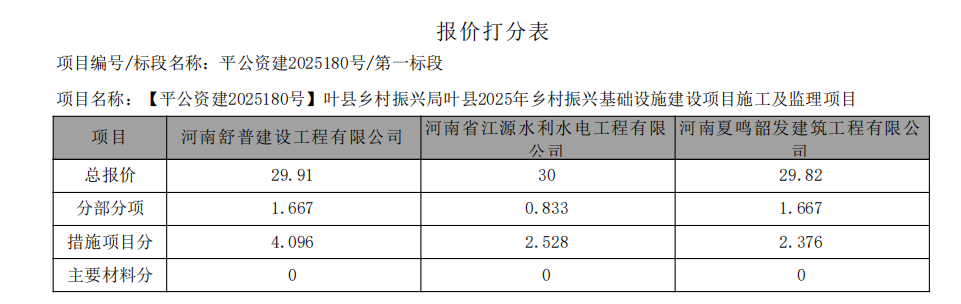 报价打分表
项目编号/标段名称：平公资建2025180号/第一标段
项目名称：【平公资建2025180号】叶县乡村振兴局叶县2025年乡村振兴基础设施建设项目施工及监理项目
项目 河南舒普建设工程有限公司 河南省江源水利水电工程有限公司 河南夏鸣韶发建筑工程有限公司
总报价 29.91 30 29.82
分部分项 1.667 0.833 1.667
措施项目分 4.096 2.528 2.376
主要材料分 0 0 0